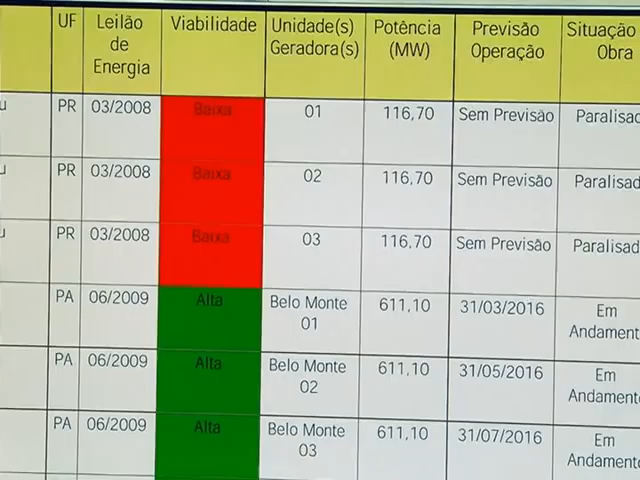 UF Leilão de Energia Viabilidade Unidade(s) Geradora(s) Potência (MW) Previsão Operação Situação Obra
PR 03/2008 Baixa 01 116,70 Sem Previsão
PR 03/2008 Baixa 02 116,70 Sem Previsão
PR 03/2008 Baixa 03 116,70 Sem Previsão
PA 06/2009 Alta Belo Monte 01 611,10 31/03/2016 Em
PA 06/2009 Alta Belo Monte 02 611,10 31/05/2016 Em
PA 06/2009 Alta Belo Monte 03 611,10 31/07/2016 Em